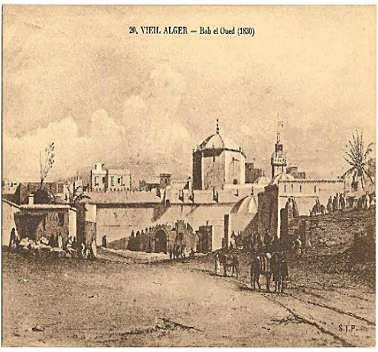 20. VIEIL ALGER — Bab el Oued (1830)
S.I.P.